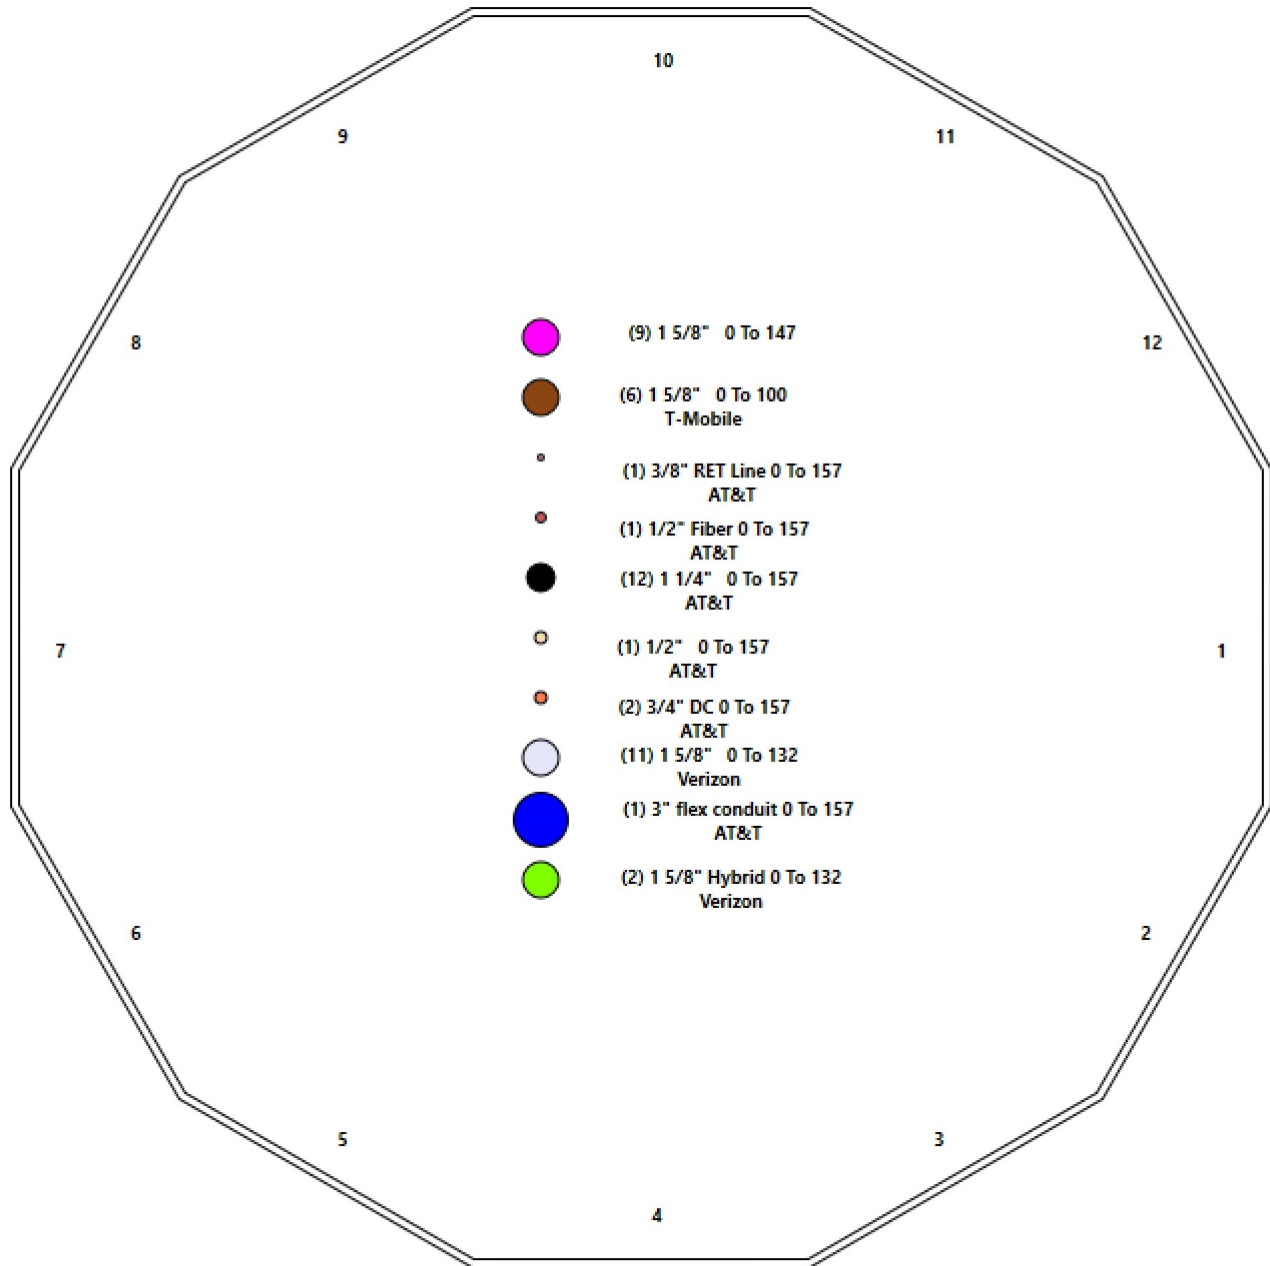 10
9
11
(9) 1 5/8"   0 To 147
8
12
(6) 1 5/8"   0 To 100
T-Mobile
(1) 3/8" RET Line 0 To 157
AT&T
(1) 1/2" Fiber 0 To 157
AT&T
(12) 1 1/4"   0 To 157
AT&T
7
1
(1) 1/2"   0 To 157
AT&T
(2) 3/4" DC 0 To 157
AT&T
(11) 1 5/8"   0 To 132
Verizon
(1) 3" flex conduit 0 To 157
AT&T
(2) 1 5/8" Hybrid 0 To 132
Verizon
6
2
5
3
4